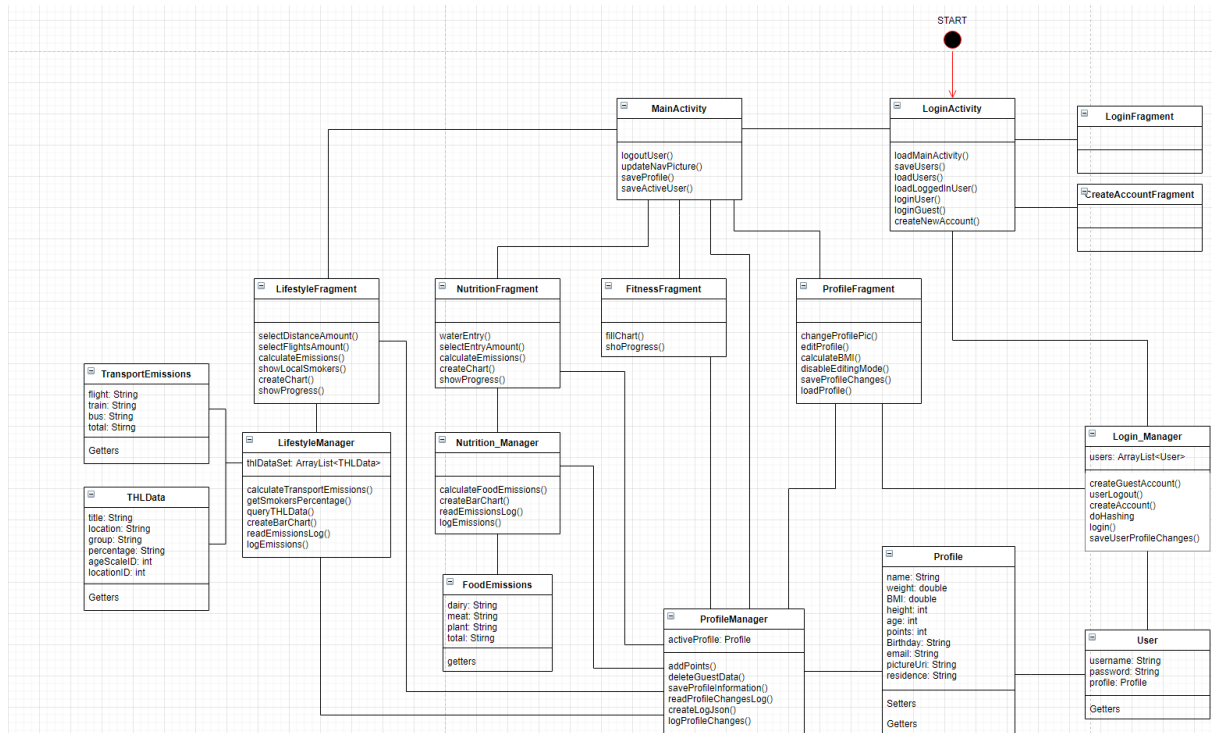 START
MainActivity
logoutUser()
updateNavPicture()
saveProfile()
saveActiveUser()
LoginActivity
loadMainActivity()
saveUsers()
loadUsers()
loadLoggedInUser()
loginUser()
loginGuest()
createNewAccount()
LoginFragment
CreateAccountFragment
LifestyleFragment
selectDistanceAmount()
selectFlightsAmount()
calculateEmissions()
showLocalSmokers()
createChart()
showProgress()
NutritionFragment
waterEntry()
selectEntryAmount()
calculateEmissions()
createChart()
showProgress()
FitnessFragment
fillChart()
shoProgress()
ProfileFragment
changeProfilePic()
editProfile()
calculateBMI()
disableEditingMode()
saveProfileChanges()
loadProfile()
TransportEmissions
flight: String
train: String
bus: String
total: Stirng
Getters
THLData
title: String
location: String
group: String
percentage: String
ageScaleID: int
locationID: int
Getters
LifestyleManager
thlDataSet: ArrayList<THLData>
calculateTransportEmissions()
getSmokersPercentage()
queryTHLData()
createBarChart()
readEmissionsLog()
logEmissions()
Nutrition_Manager
calculateFoodEmissions()
createBarChart()
readEmissionsLog()
logEmissions()
FoodEmissions
dairy: String
meat: String
plant: String
total: Stirng
getters
ProfileManager
activeProfile: Profile
addPoints()
deleteGuestData()
saveProfileInformation()
readProfileChangesLog()
createLogJson()
logProfileChanges()
Profile
name: String
weight: double
BMI: double
height: int
age: int
points: int
Birthday: String
email: String
pictureUri: String
residence: String
Setters
Getters
Login_Manager
users: ArrayList<User>
createGuestAccount()
userLogout()
createAccount()
doHashing
login()
saveUserProfileChanges()
User
username: String
password: String
profile: Profile
Getters